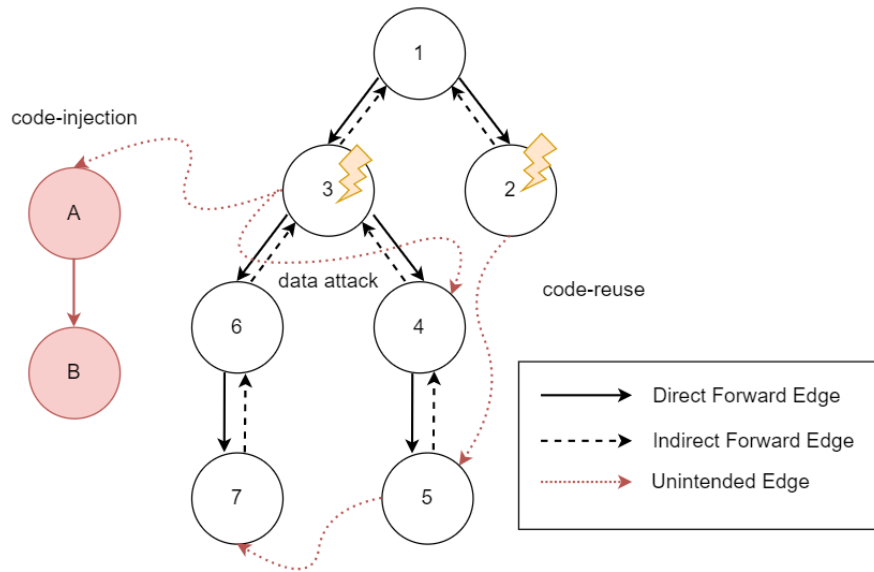 1
code-injection
3
2
A
data attack
code-reuse
6
4
B
Direct Forward Edge
Indirect Forward Edge
Unintended Edge
7
5